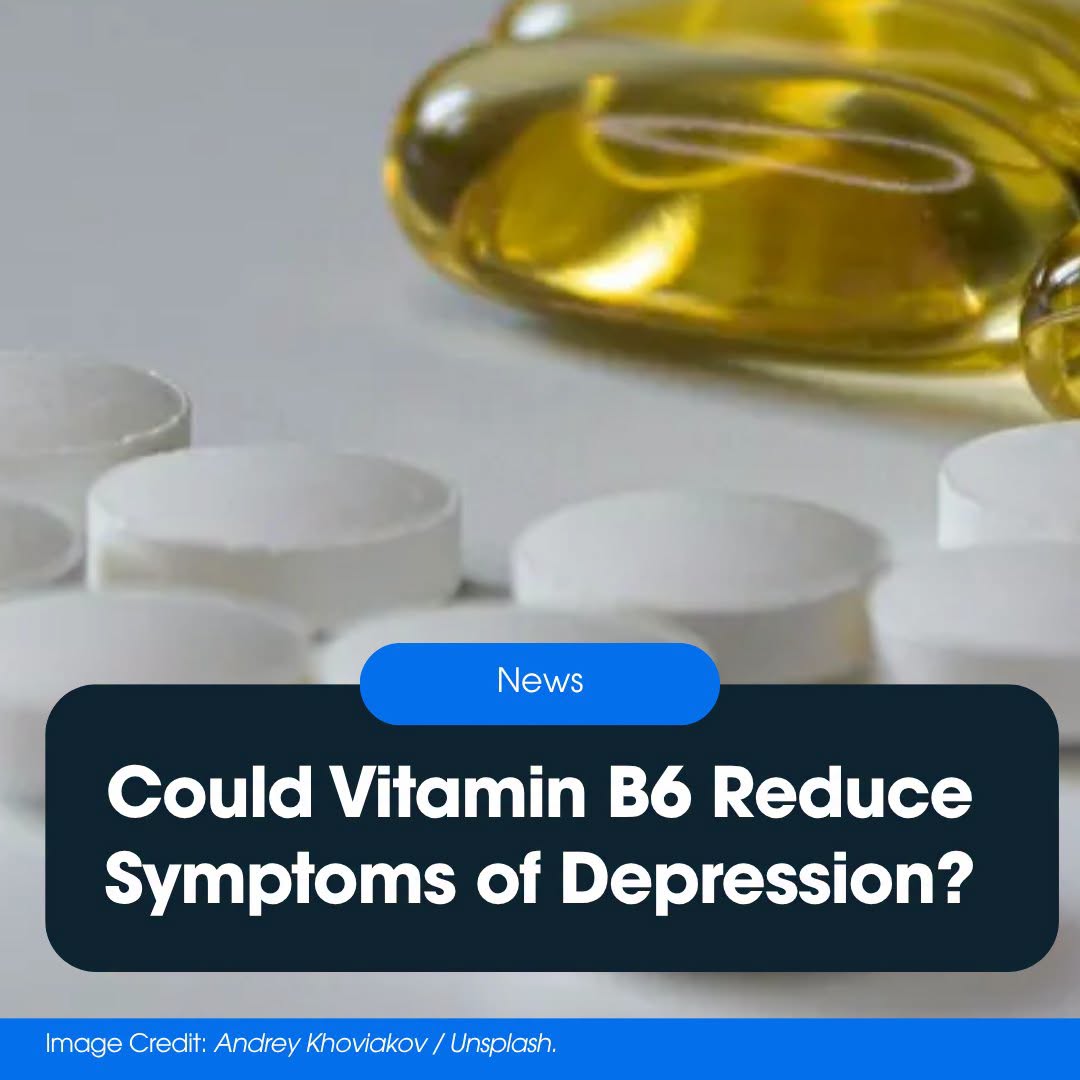 News
Could Vitamin B6 Reduce
Symptoms of Depression?
Image Credit: Andrey Khoviakov / Unsplash.